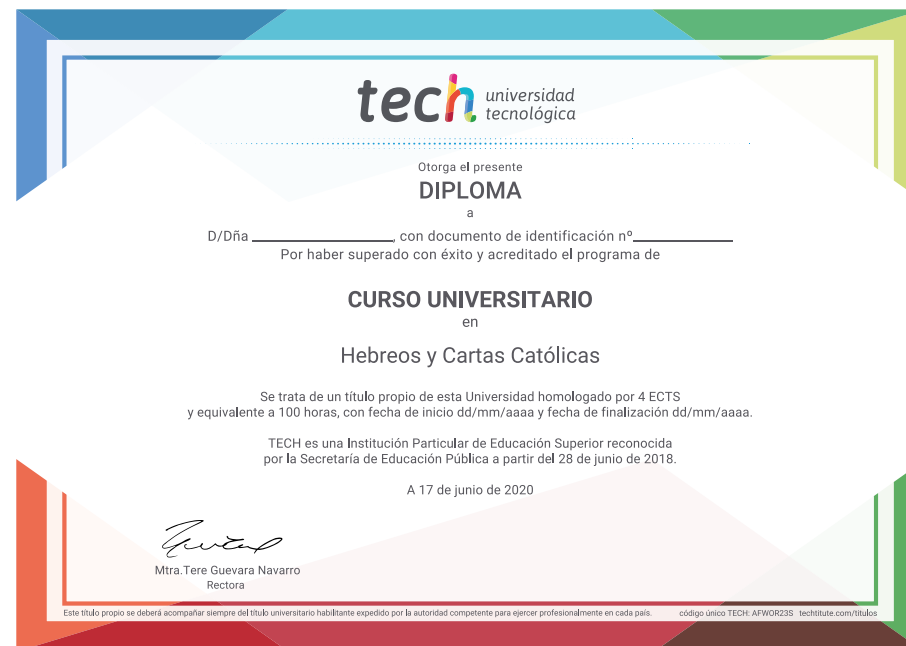 tech universidad
tecnológica
Otorga el presente
DIPLOMA
a
D/Dña ____________________, con documento de identificación nº______________
Por haber superado con éxito y acreditado el programa de
CURSO UNIVERSITARIO
en
Hebreos y Cartas Católicas
Se trata de un título propio de esta Universidad homologado por 4 ECTS
y equivalente a 100 horas, con fecha de inicio dd/mm/aaaa y fecha de finalización dd/mm/aaaa.
TECH es una Institución Particular de Educación Superior reconocida
por la Secretaría de Educación Pública a partir del 28 de junio de 2018.
A 17 de junio de 2020
Mtra.Tere Guevara Navarro
Rectora
Este título propio se deberá acompañar siempre del título universitario habilitante expedido por la autoridad competente para ejercer profesionalmente en cada país. código único TECH: AFWOR23S techtitute.com/títulos